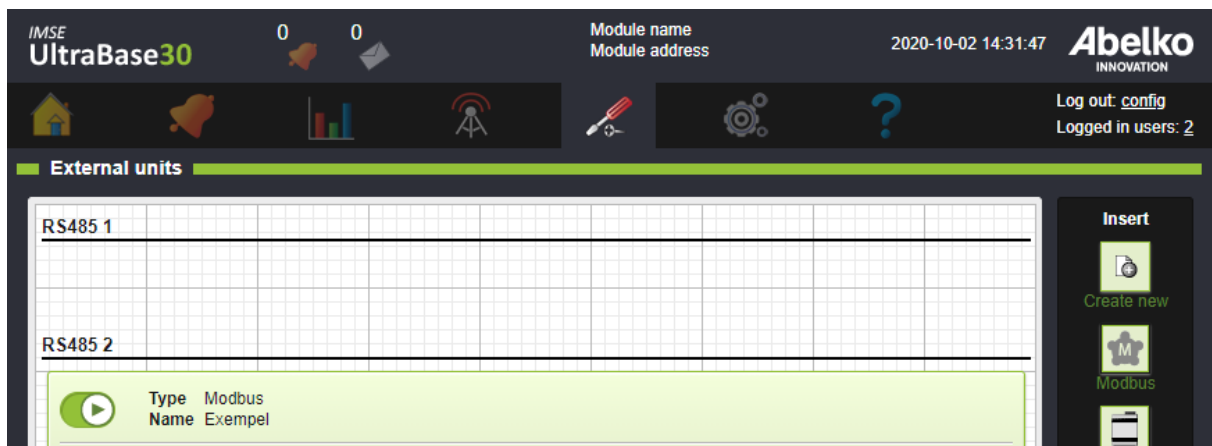 IMSE
UltraBase30
0
0
Module name
Module address
2020-10-02 14:31:47
Abelko
INNOVATION
?
Log out: config
Logged in users: 2
External units
RS485 1
RS485 2
Type Modbus
Name Exempel
Insert
Create new
M
Modbus